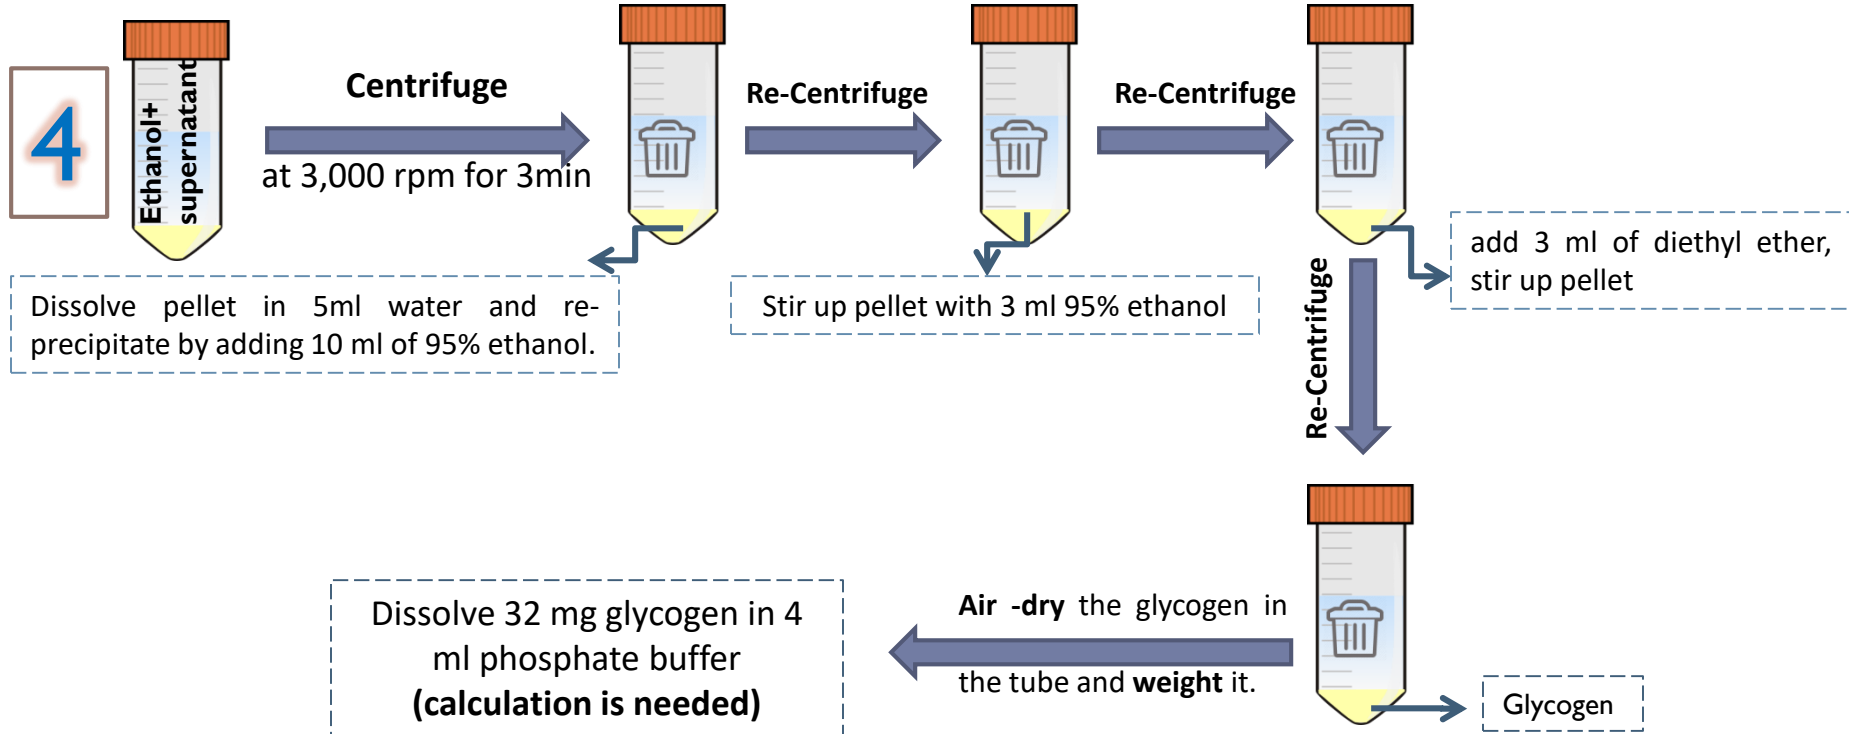 4
Ethanol+
supernatant
Centrifuge
at 3,000 rpm for 3min
Re-Centrifuge
Re-Centrifuge
Dissolve pellet in 5ml water and re-
precipitate by adding 10 ml of 95% ethanol.
Stir up pellet with 3 ml 95% ethanol
add 3 ml of diethyl ether,
stir up pellet
Re-Centrifuge
Air -dry the glycogen in
the tube and weight it.
Glycogen
Dissolve 32 mg glycogen in 4
ml phosphate buffer
(calculation is needed)